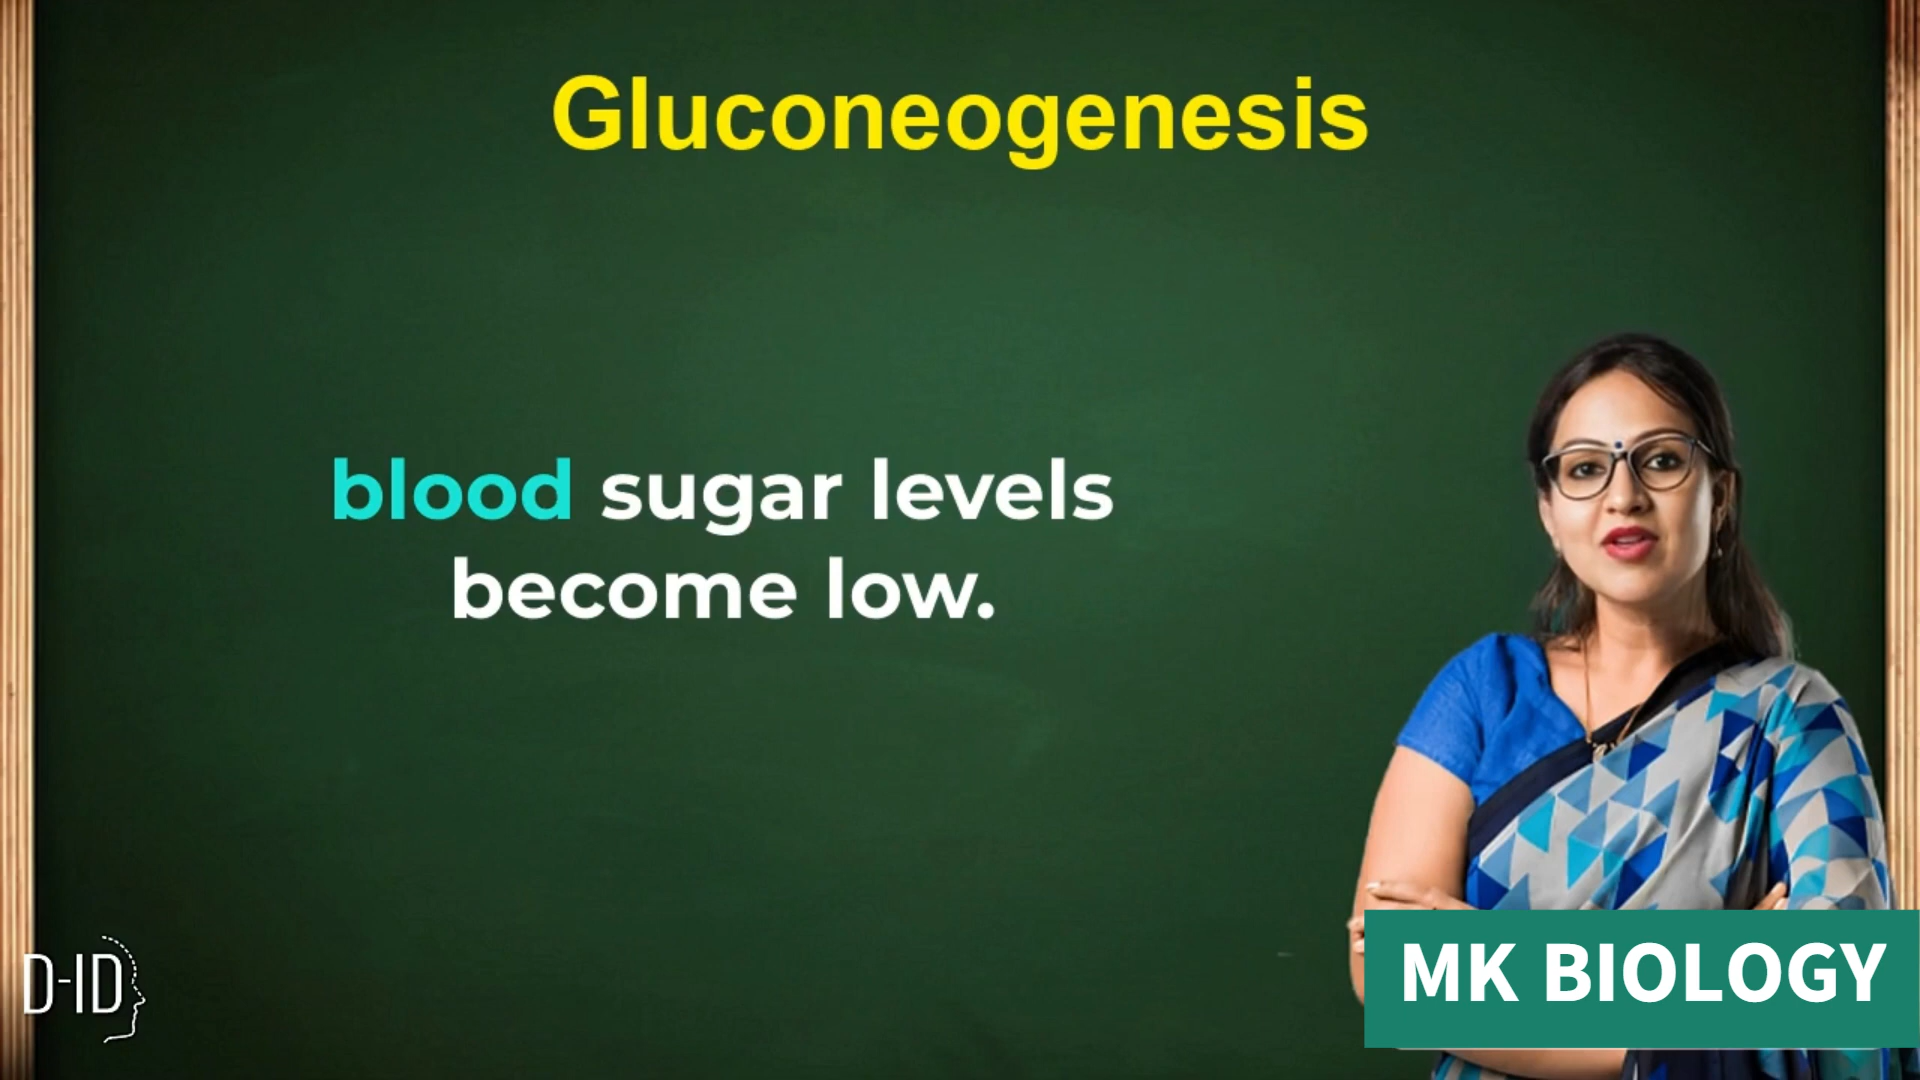 Gluconeogenesis
blood sugar levels
become low.
D-ID
MK BIOLOGY